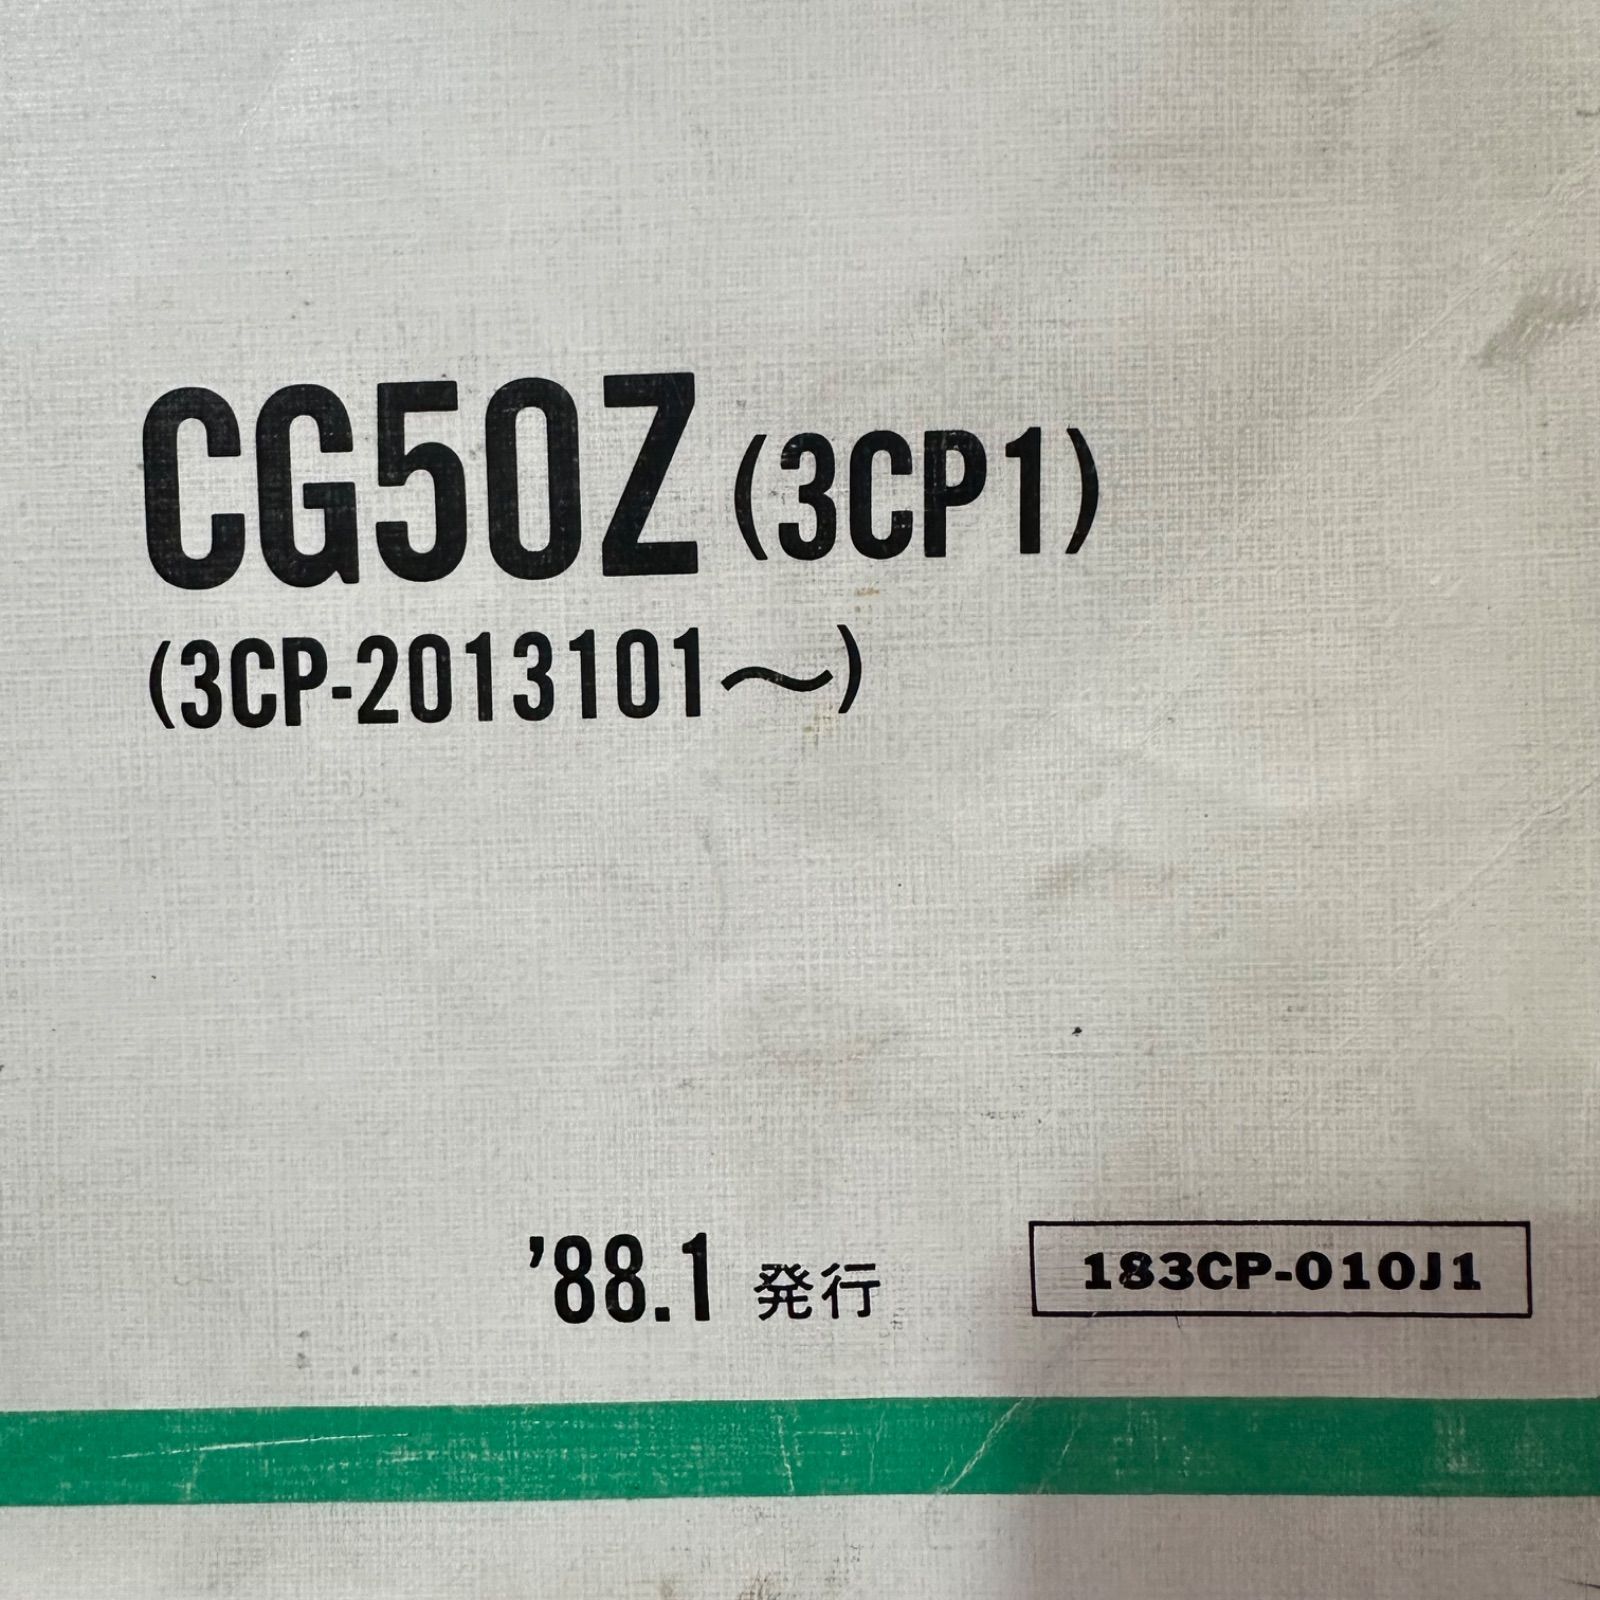 CG50Z (3CP1)
(3CP-2013101〜)
'88.1 発行
183CP-010J1